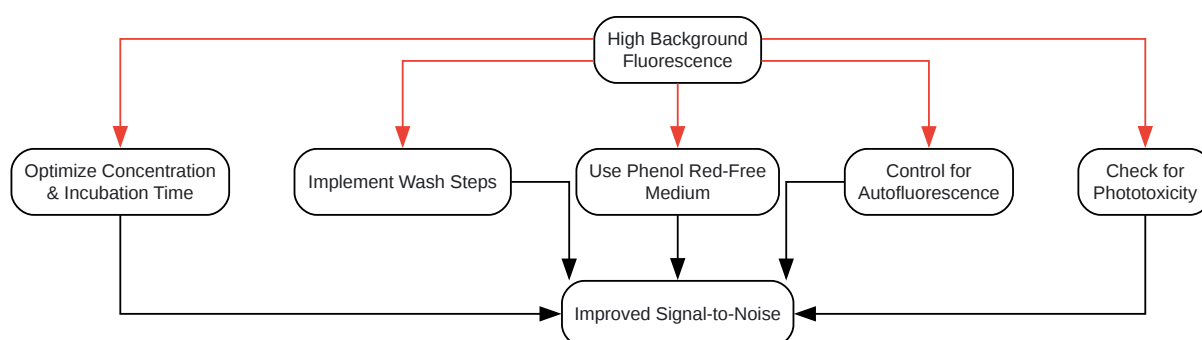 High Background
Fluorescence
Optimize Concentration
& Incubation Time
Implement Wash Steps
Use Phenol Red-Free
Medium
Control for
Autofluorescence
Check for
Phototoxicity
Improved Signal-to-Noise